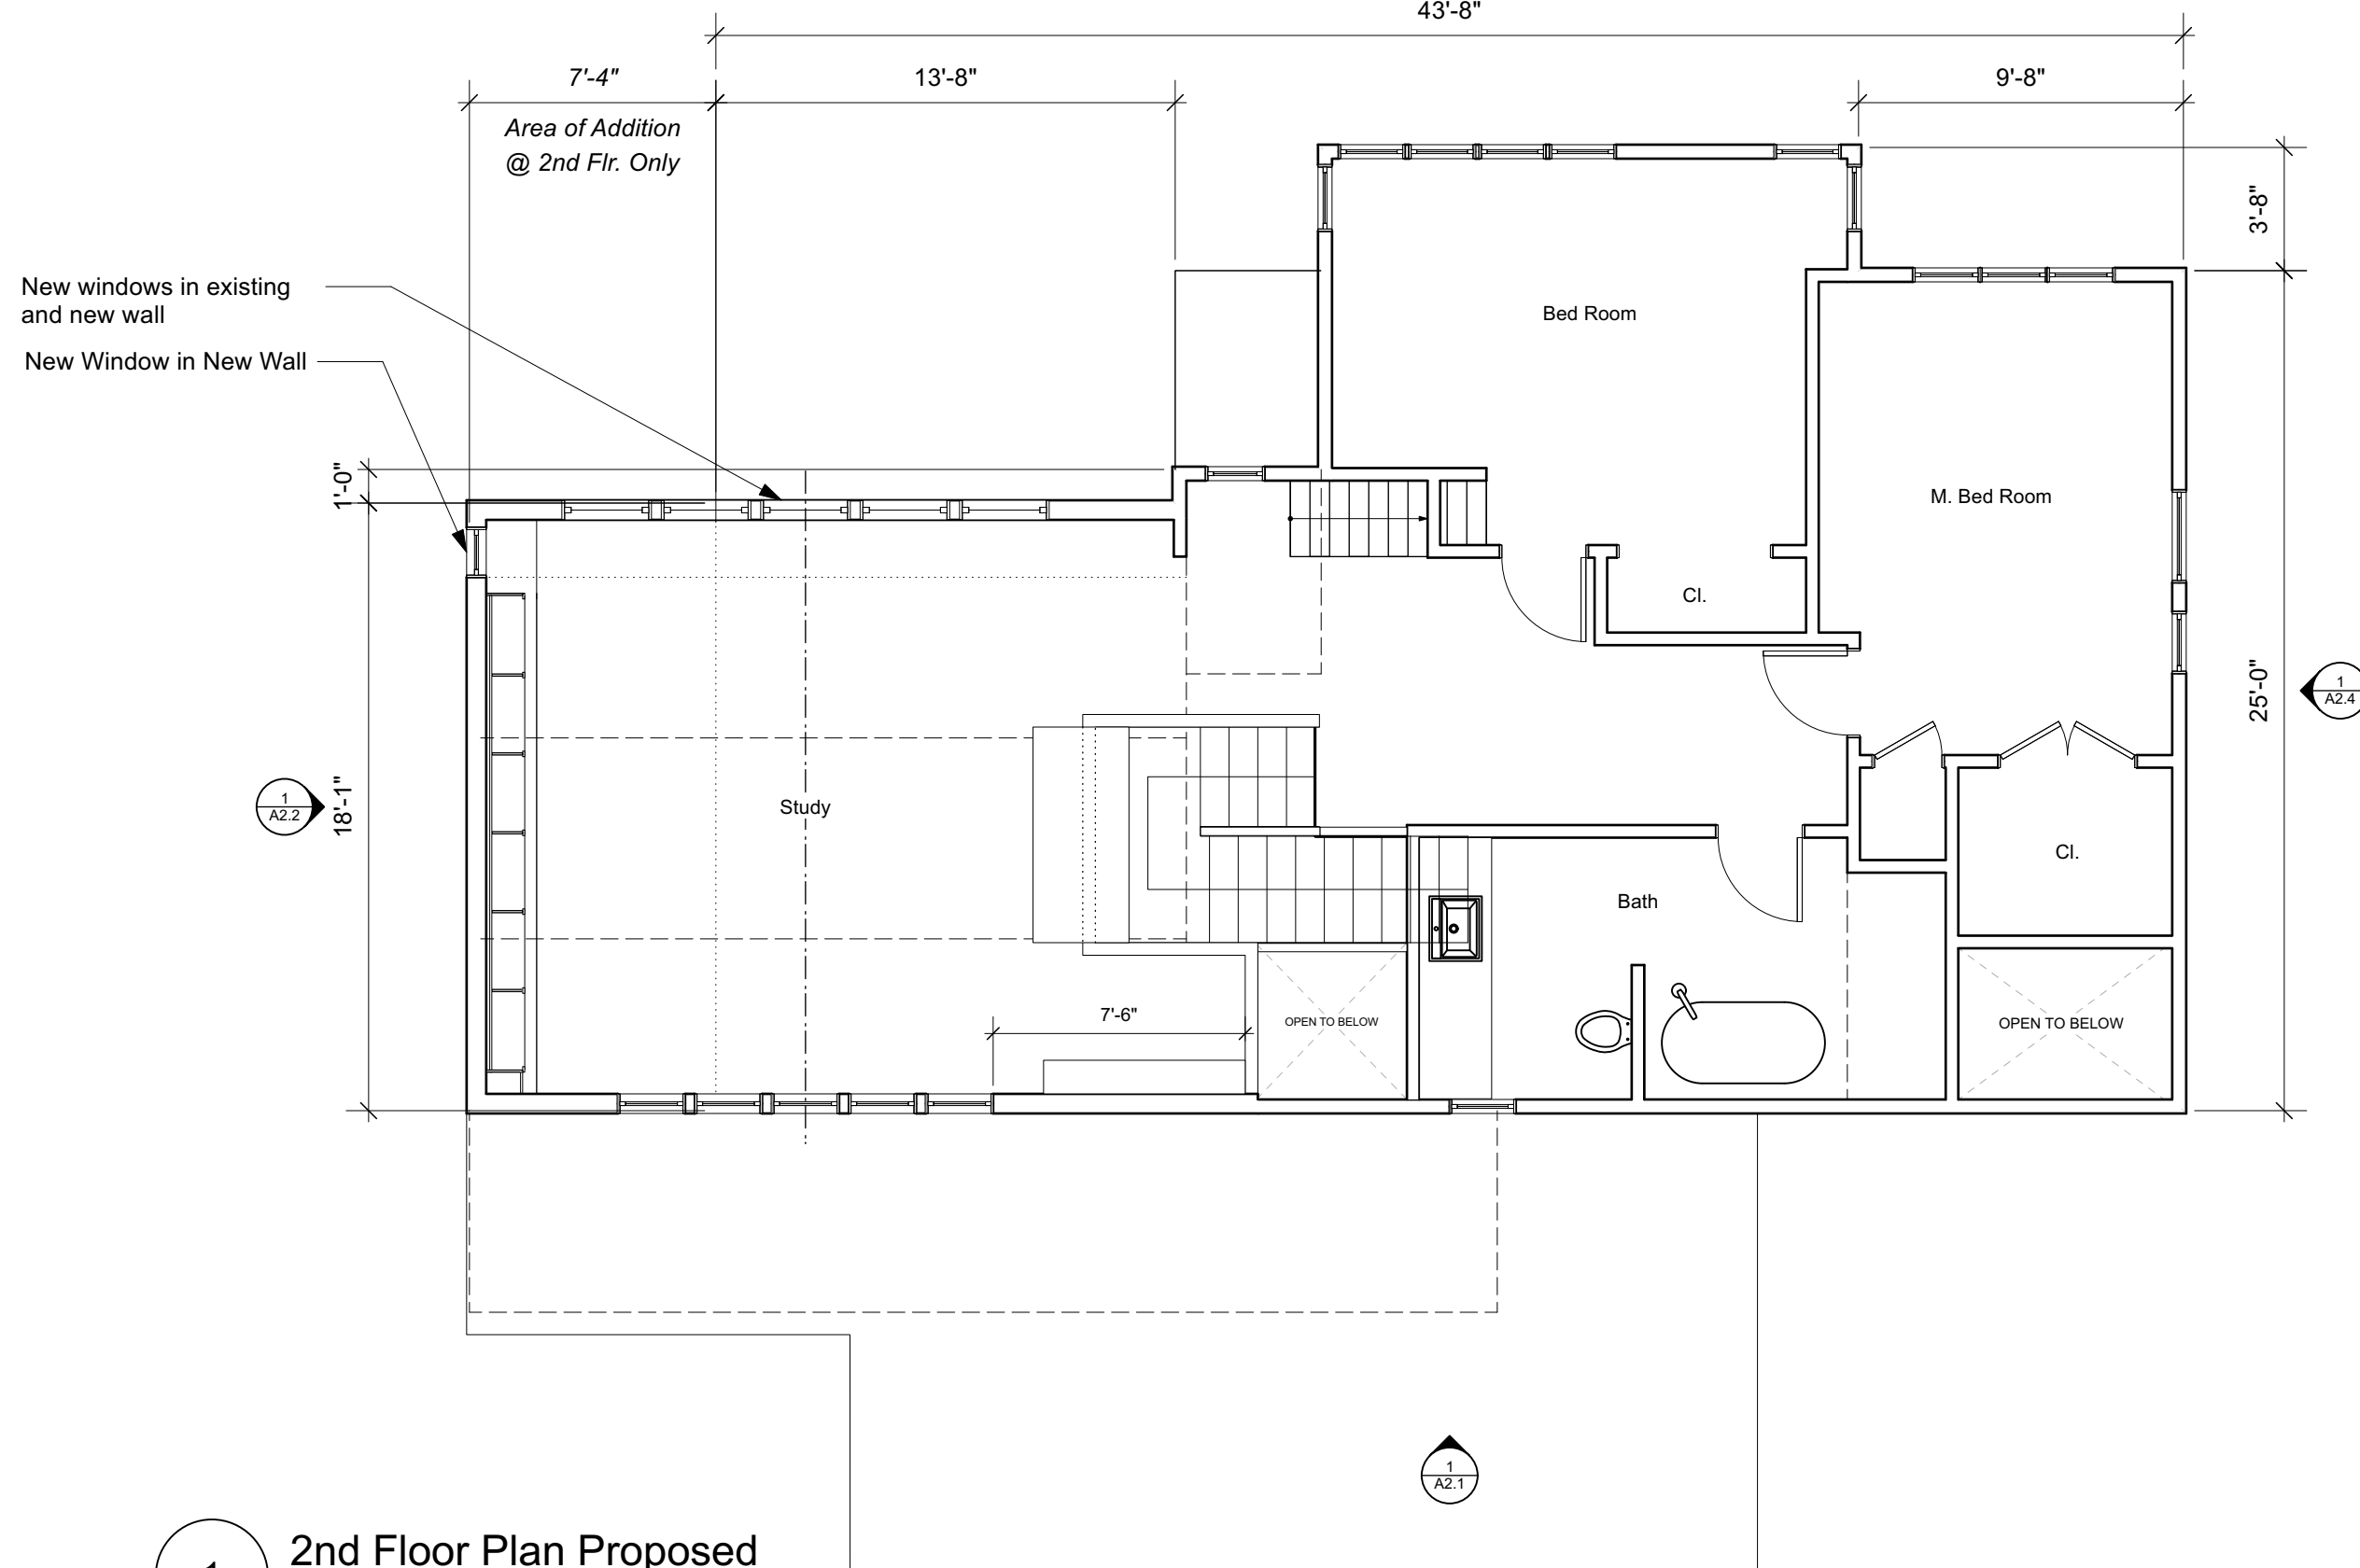 43'-8"
7'-4"
13'-8"
9'-8"
Area of Addition
@ 2nd Flr. Only
3'-8"
New windows in existing
and new wall
New Window in New Wall
Bed Room
1'-0"
M. Bed Room
Cl.
25'-0"
1
A2.4
18'-1"
1
A2.2
Study
Cl.
Bath
7'-6"
OPEN TO BELOW
OPEN TO BELOW
1
A2.1
1
2nd Floor Plan Proposed